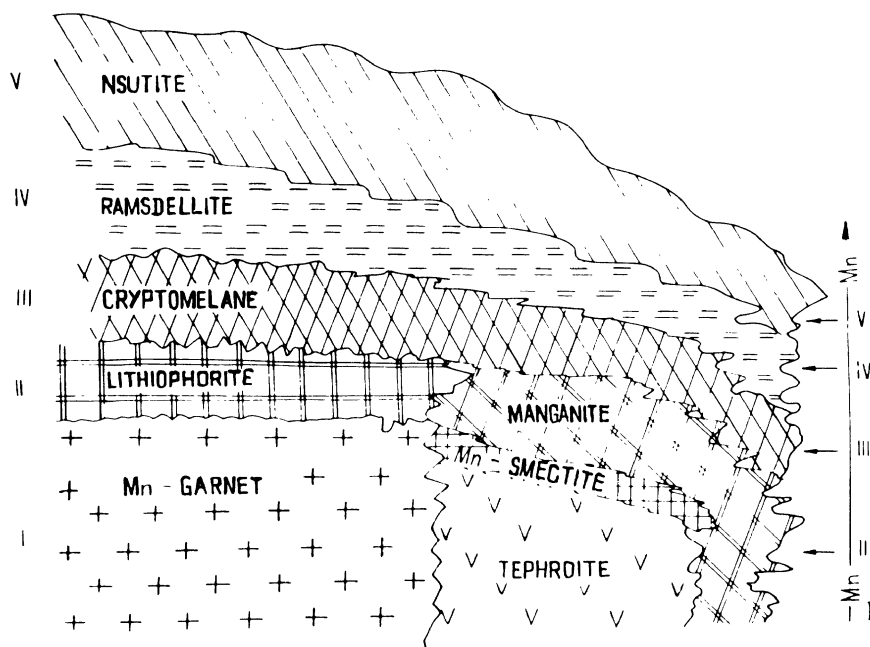 V
NSUTITE
IV
RAMSDELLITE
III
CRYPTOMELANE
II
LITHIOPHORITE
MANGANITE
Mn - SMECTITE
I
Mn - GARNET
TEPHROITE
Mn
V
IV
III
II
Mn
I